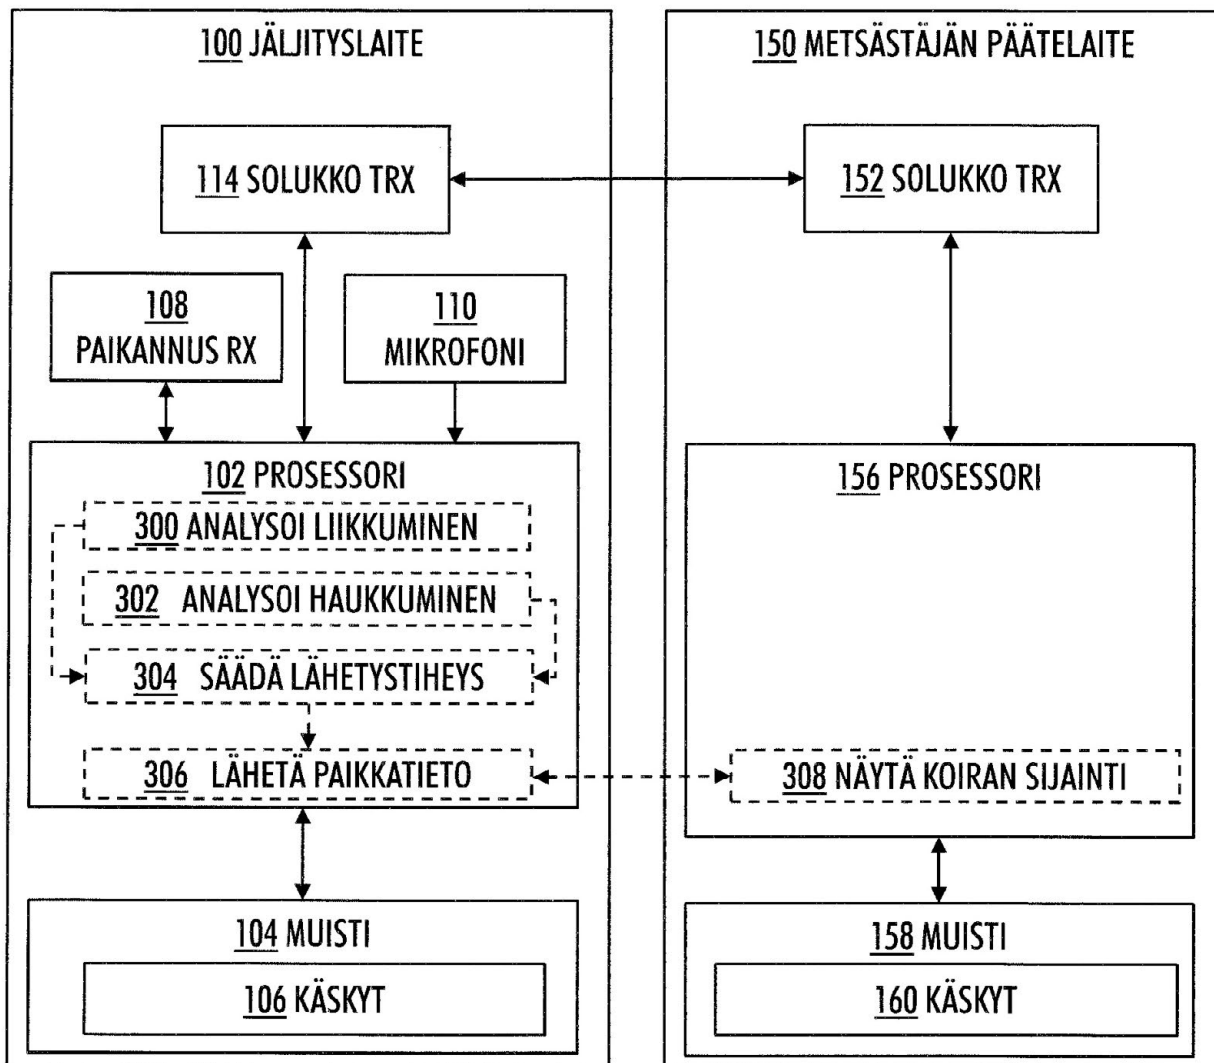 100 JÄLJITYSLAITE
114 SOLUKKO TRX
108
PAIKANNUS RX
110
MIKROFONI
102 PROSESSORI
300 ANALYSOI LIIKKUMINEN
302 ANALYSOI HAUKKUMINEN
304 SÄÄDÄ LÄHETYSTIHEYS
306 LÄHETÄ PAIKKATIETO
104 MUISTI
106 KÄSKYT
150 METSÄSTÄJÄN PÄÄTELAITE
152 SOLUKKO TRX
156 PROSESSORI
308 NÄYTÄ KOIRAN SIJAINTI
158 MUISTI
160 KÄSKYT